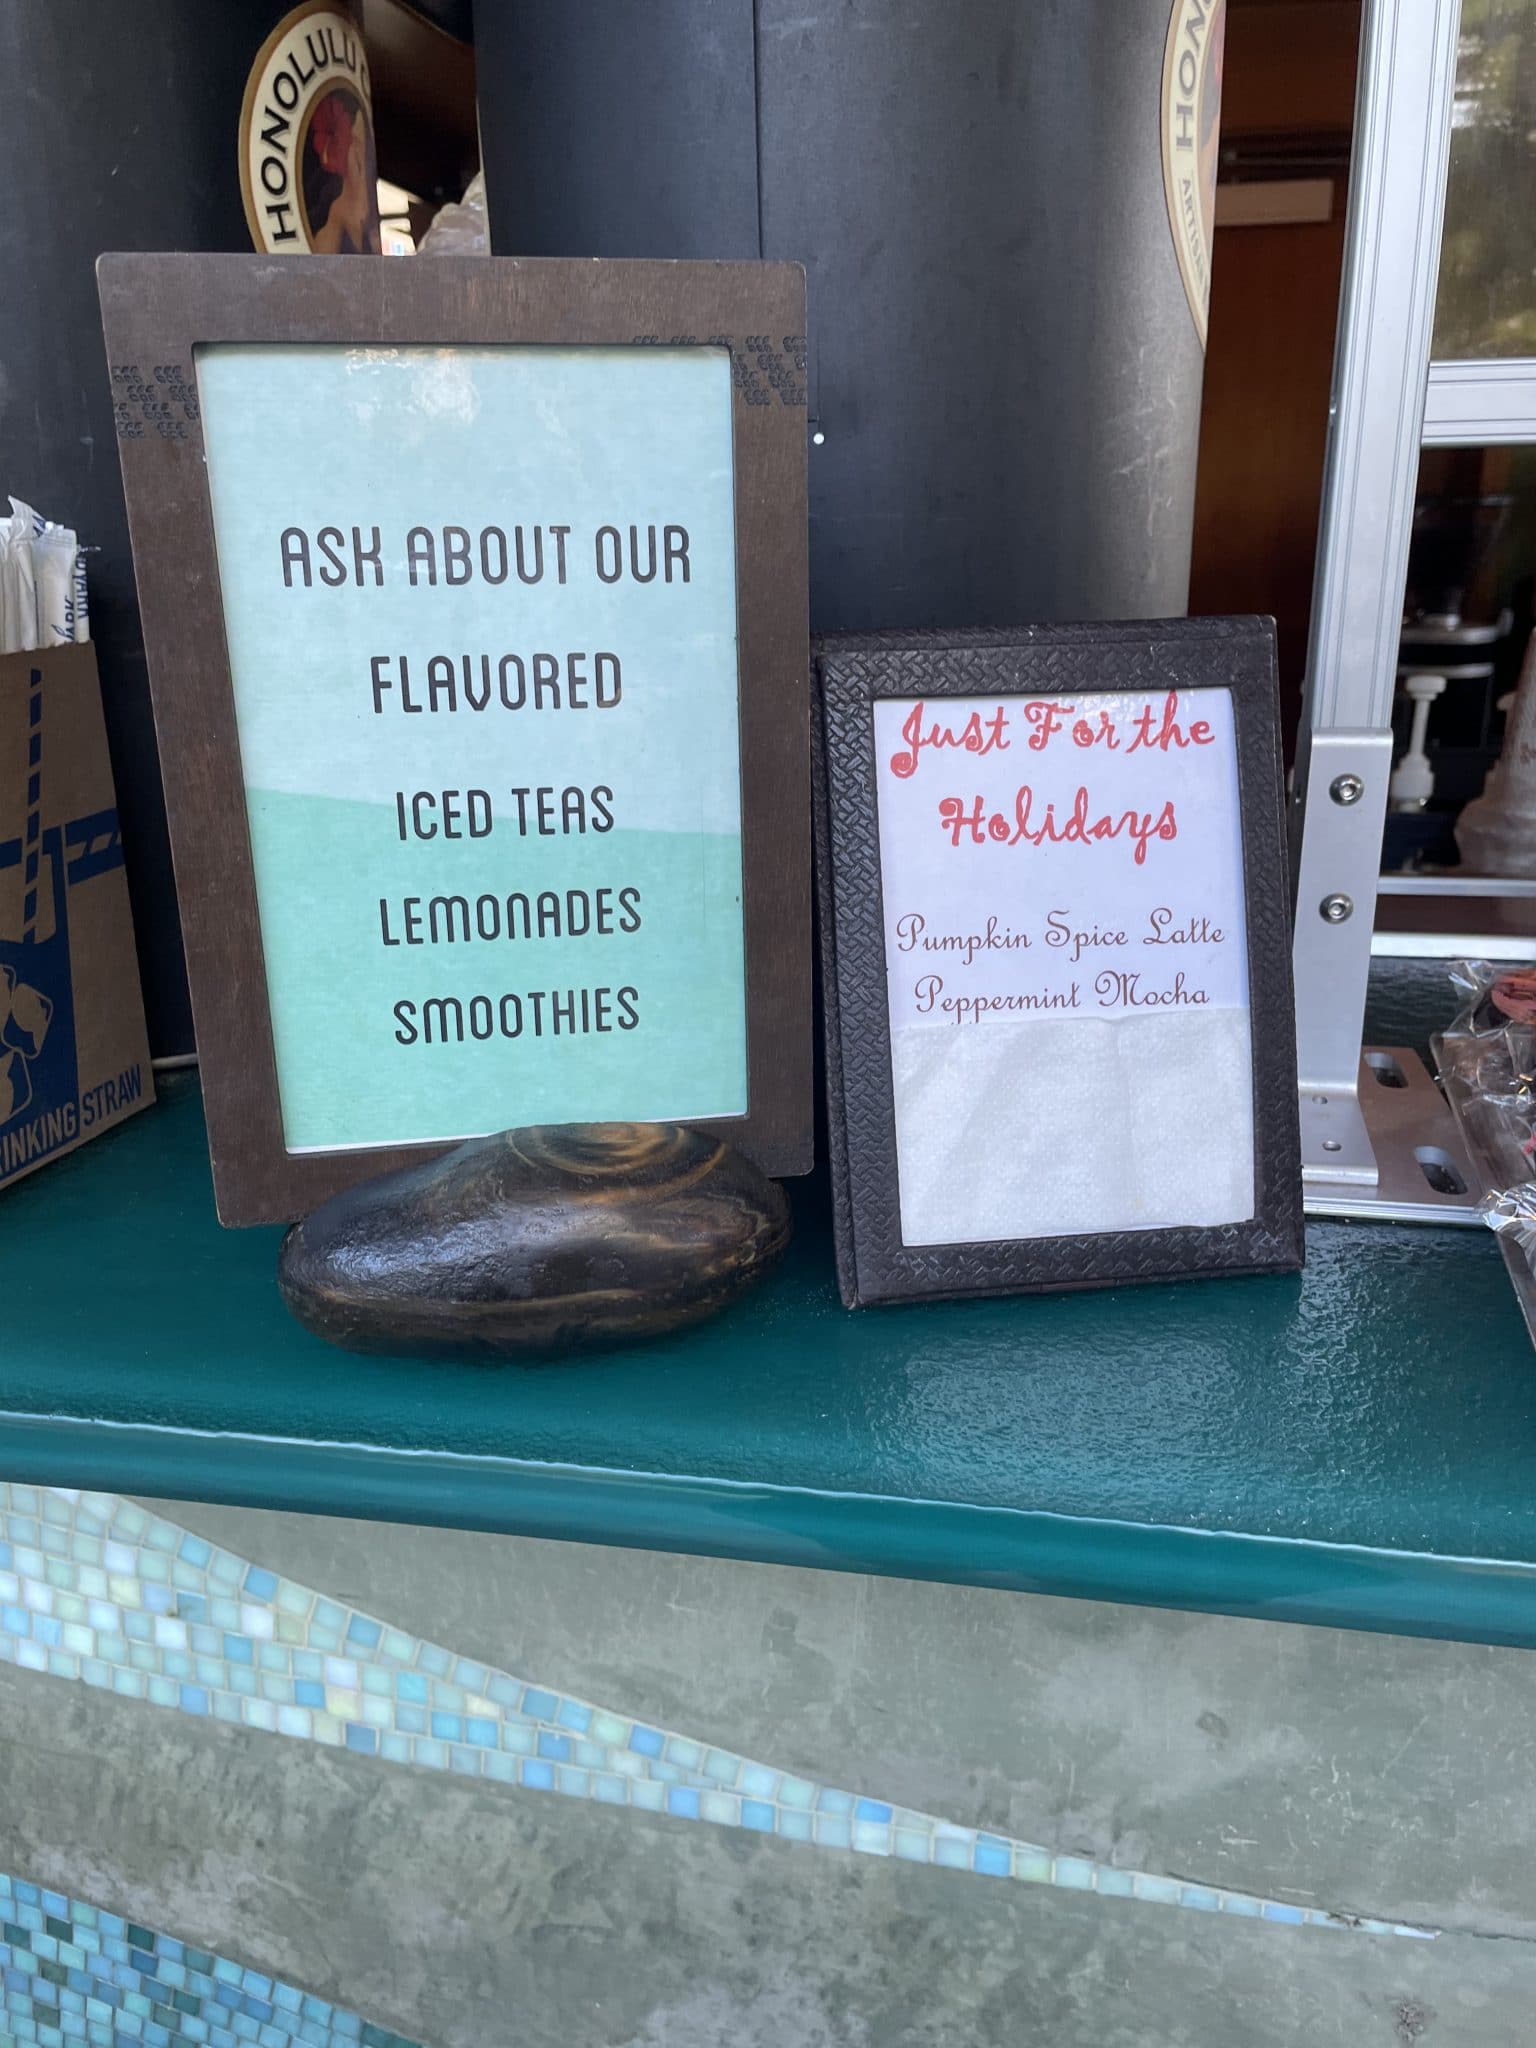 HONOLULU
HON
ASK ABOUT OUR
FLAVORED
ICED TEAS
LEMONADES
SMOOTHIES
Just For the
Holidays
Pumpkin Spice Latte
Peppermint Mocha
STRAW